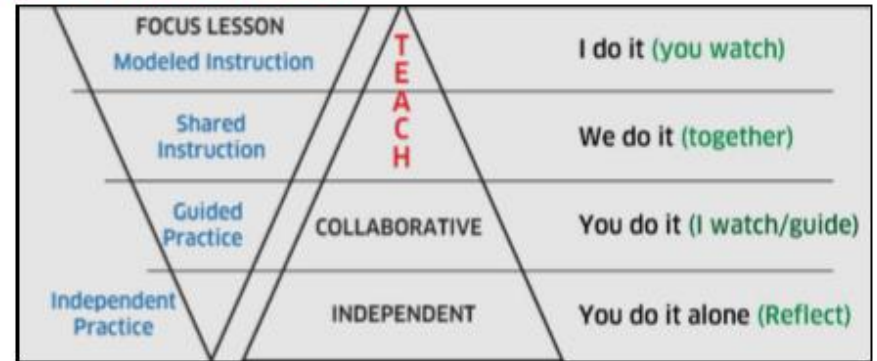 FOCUS LESSON
Modeled Instruction
TEACH
I do it (you watch)
Shared
Instruction
We do it (together)
Guided
Practice
COLLABORATIVE
You do it (I watch/guide)
Independent
Practice
INDEPENDENT
You do it alone (Reflect)